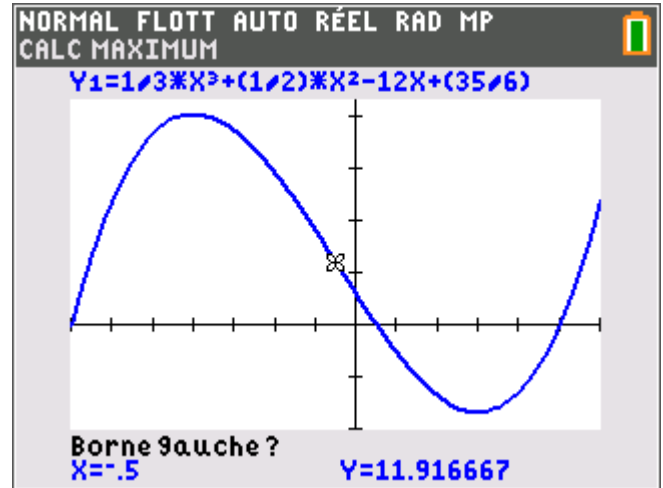 NORMAL FLOTT AUTO RÉEL RAD MP
CALC MAXIMUM
Y₁=1/3*X³+(1/2)*X²-12X+(35/6)
Borne gauche ?
X=⁻.5 Y=11.916667